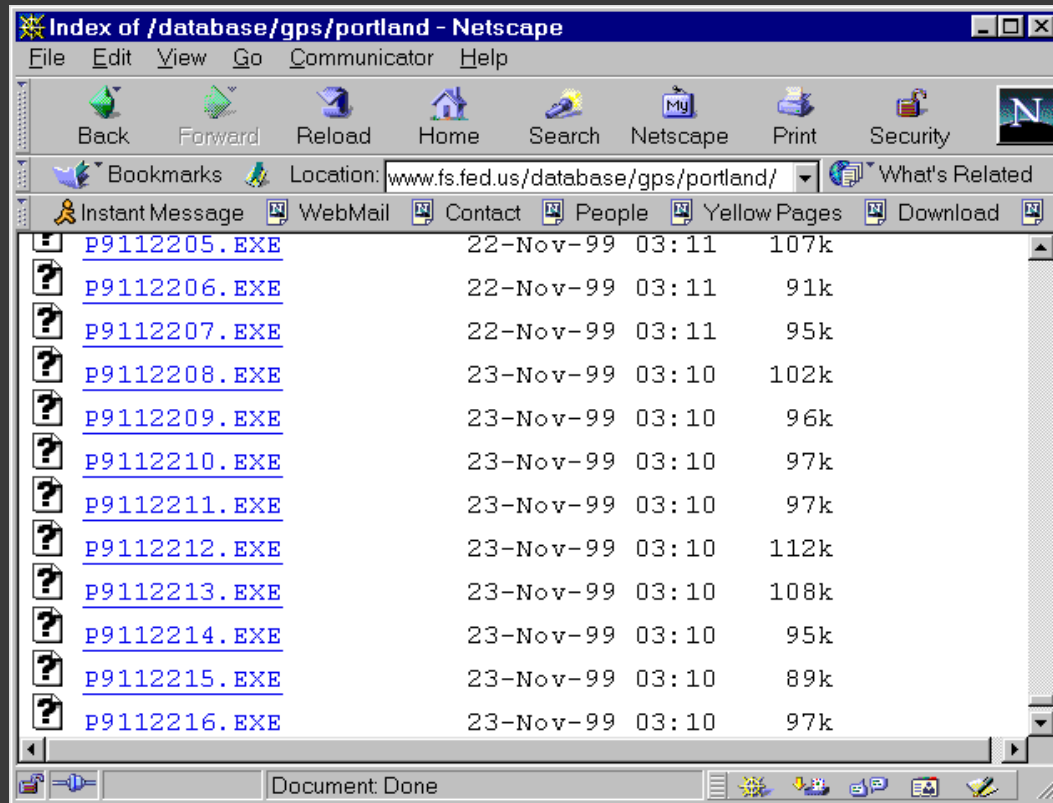 Index of /database/gps/portland - Netscape
File Edit View Go Communicator Help
Back Forward Reload Home Search Netscape Print Security
My
N
Bookmarks Location: www.fs.fed.us/database/gps/portland/ What's Related
Instant Message WebMail Contact People Yellow Pages Download
P9112205.EXE 22-Nov-99 03:11 107k
P9112206.EXE 22-Nov-99 03:11 91k
P9112207.EXE 22-Nov-99 03:11 95k
P9112208.EXE 23-Nov-99 03:10 102k
P9112209.EXE 23-Nov-99 03:10 96k
P9112210.EXE 23-Nov-99 03:10 97k
P9112211.EXE 23-Nov-99 03:10 97k
P9112212.EXE 23-Nov-99 03:10 112k
P9112213.EXE 23-Nov-99 03:10 108k
P9112214.EXE 23-Nov-99 03:10 95k
P9112215.EXE 23-Nov-99 03:10 89k
P9112216.EXE 23-Nov-99 03:10 97k
Document: Done